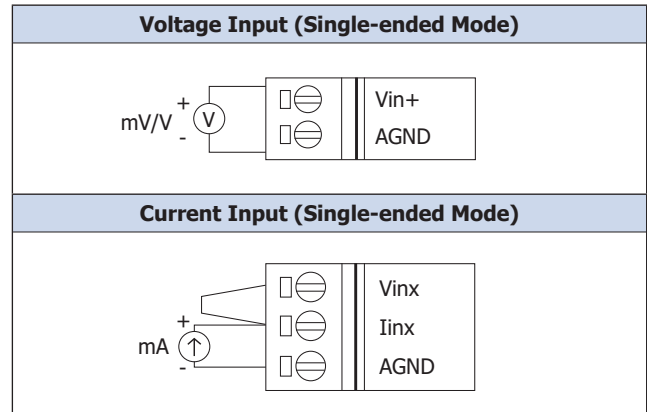 Voltage Input (Single-ended Mode)
+
mV/V V
-
Vin+
AGND
Current Input (Single-ended Mode)
+
mA
-
Vinx
Iinx
AGND